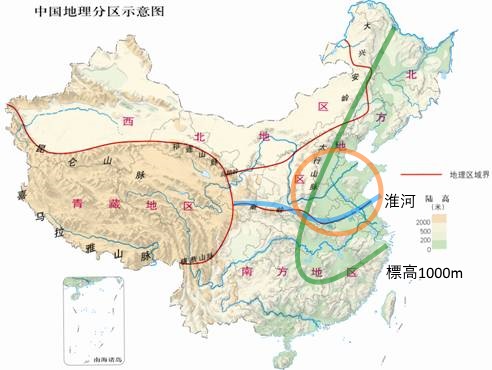 中国地理分区示意图
大
兴
安
岭
北
方
地
区
西
北
地
区
昆仑山脉
祁连山脉
太
行
山
脉
地理区域界
陆高
(米)
2000
500
200
0
淮河
標高1000m
青藏地区
喜马拉雅山脉
横断山脉
秦岭
南方地区
南海诸岛